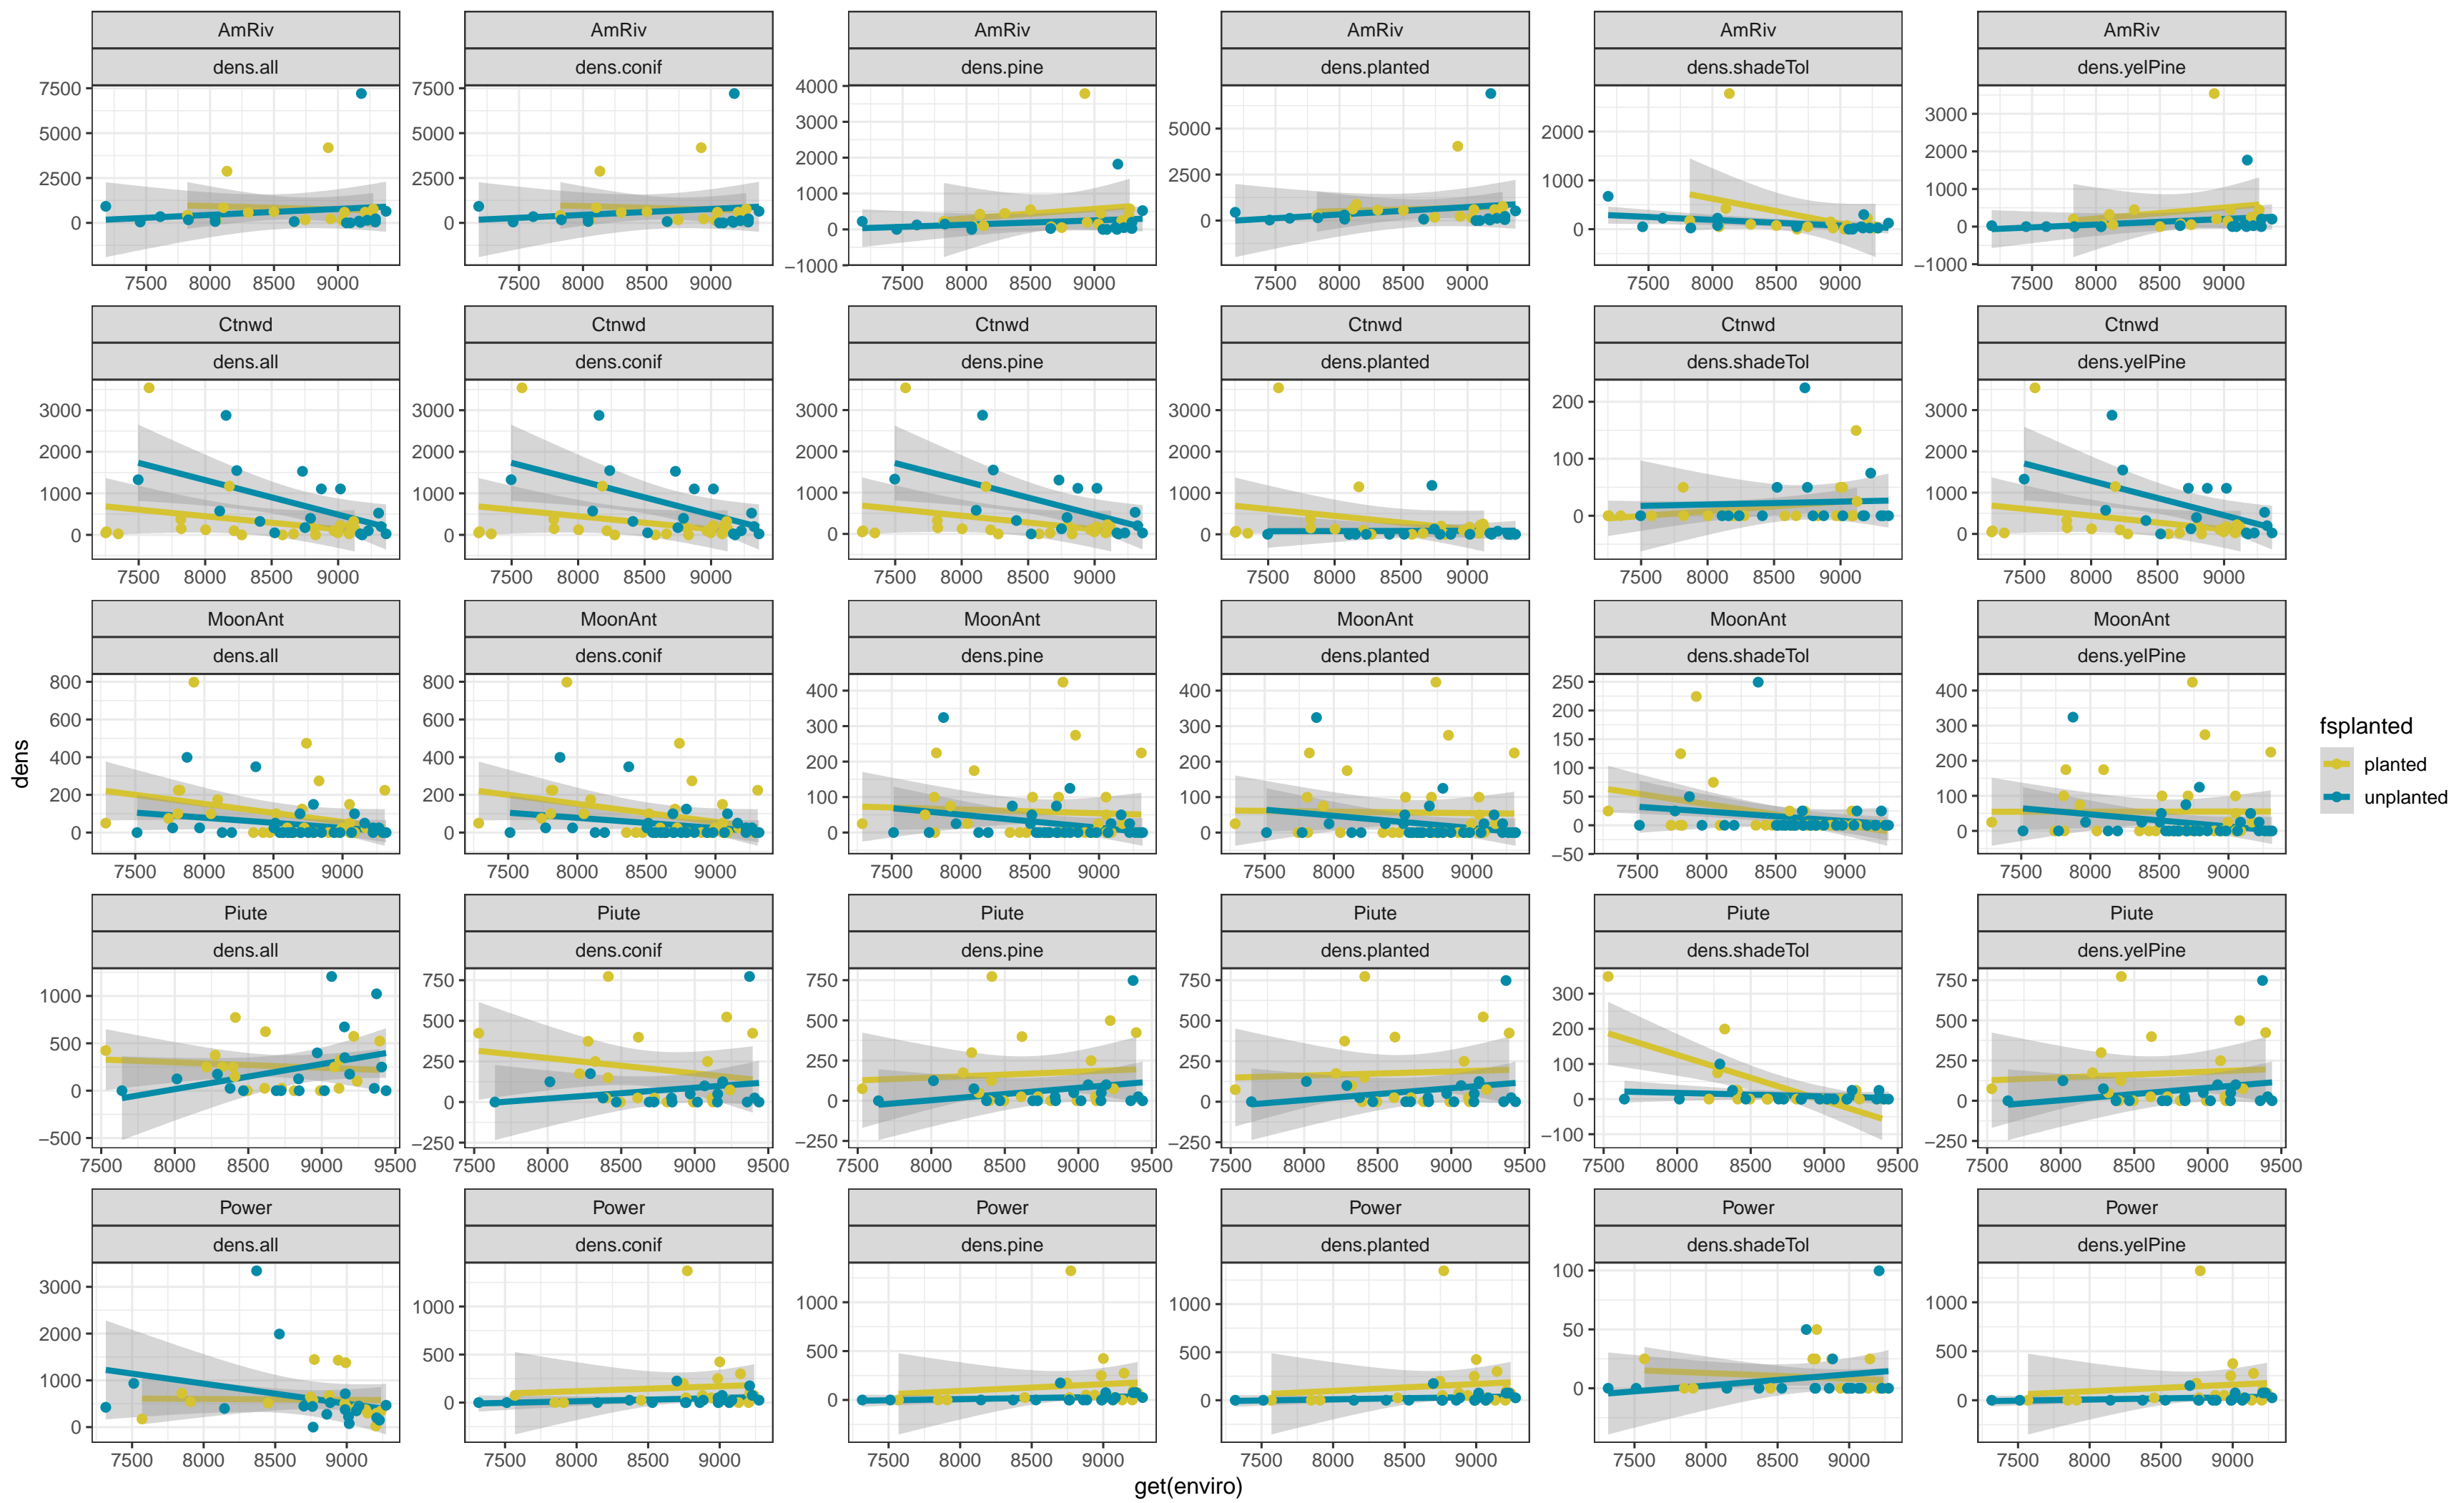 AmRiv AmRiv AmRiv AmRiv AmRiv AmRiv
dens.all dens.conif dens.pine dens.planted dens.shadeTol dens.yelPine
7500 7500 4000
3000
5000 5000 3000 5000 2000
2000 2000
2500 2500 1000 2500 1000 1000
0 0 0 0 0 0
−1000 −1000
7500 8000 8500 9000 7500 8000 8500 9000 7500 8000 8500 9000 7500 8000 8500 9000 7500 8000 8500 9000 7500 8000 8500 9000
Ctnwd Ctnwd Ctnwd Ctnwd Ctnwd Ctnwd
dens.all dens.conif dens.pine dens.planted dens.shadeTol dens.yelPine
3000 3000 3000 3000 200 3000
2000 2000 2000 2000 100 2000
1000 1000 1000 1000 1000
0 0 0 0 0 0
7500 8000 8500 9000 7500 8000 8500 9000 7500 8000 8500 9000 7500 8000 8500 9000 7500 8000 8500 9000 7500 8000 8500 9000
MoonAnt MoonAnt MoonAnt MoonAnt MoonAnt MoonAnt
dens.all dens.conif dens.pine dens.planted dens.shadeTol dens.yelPine
800 800 400 400 250 400
600 600 300 300 200 300
400 400 200 200 150 200
200 200 100 100 100 100
0 0 0 0 50 0
0
−50
7500 8000 8500 9000 7500 8000 8500 9000 7500 8000 8500 9000 7500 8000 8500 9000 7500 8000 8500 9000 7500 8000 8500 9000
Piute Piute Piute Piute Piute Piute
dens.all dens.conif dens.pine dens.planted dens.shadeTol dens.yelPine
1000 750 750 750 300 750
500 500 500 500 200 500
250 250 250 100 250
0 0 0 0 0 0
−500 −250 −250 −250 −100 −250
7500 8000 8500 9000 9500 7500 8000 8500 9000 9500 7500 8000 8500 9000 9500 7500 8000 8500 9000 9500 7500 8000 8500 9000 9500 7500 8000 8500 9000 9500
Power Power Power Power Power Power
dens.all dens.conif dens.pine dens.planted dens.shadeTol dens.yelPine
3000 1000 1000 1000 100 1000
2000 500 500 500 50 500
1000
0 0 0 0 0 0
7500 8000 8500 9000 7500 8000 8500 9000 7500 8000 8500 9000 7500 8000 8500 9000 7500 8000 8500 9000 7500 8000 8500 9000
get(enviro)
dens
fsplanted
planted
unplanted